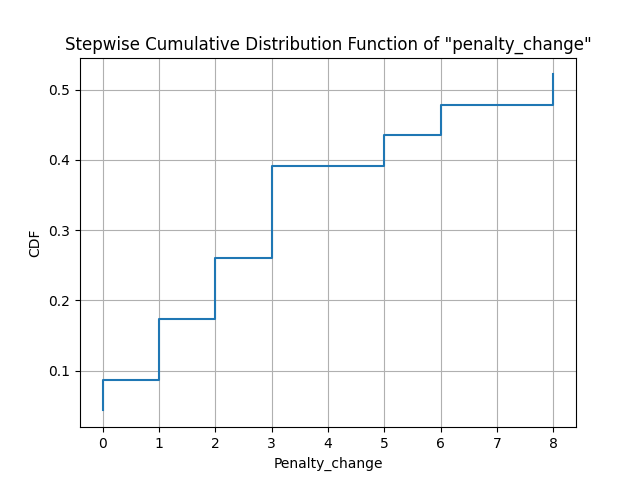 Stepwise Cumulative Distribution Function of "penalty_change"
0.5
0.4
0.3
0.2
0.1
CDF
0 1 2 3 4 5 6 7 8
Penalty_change